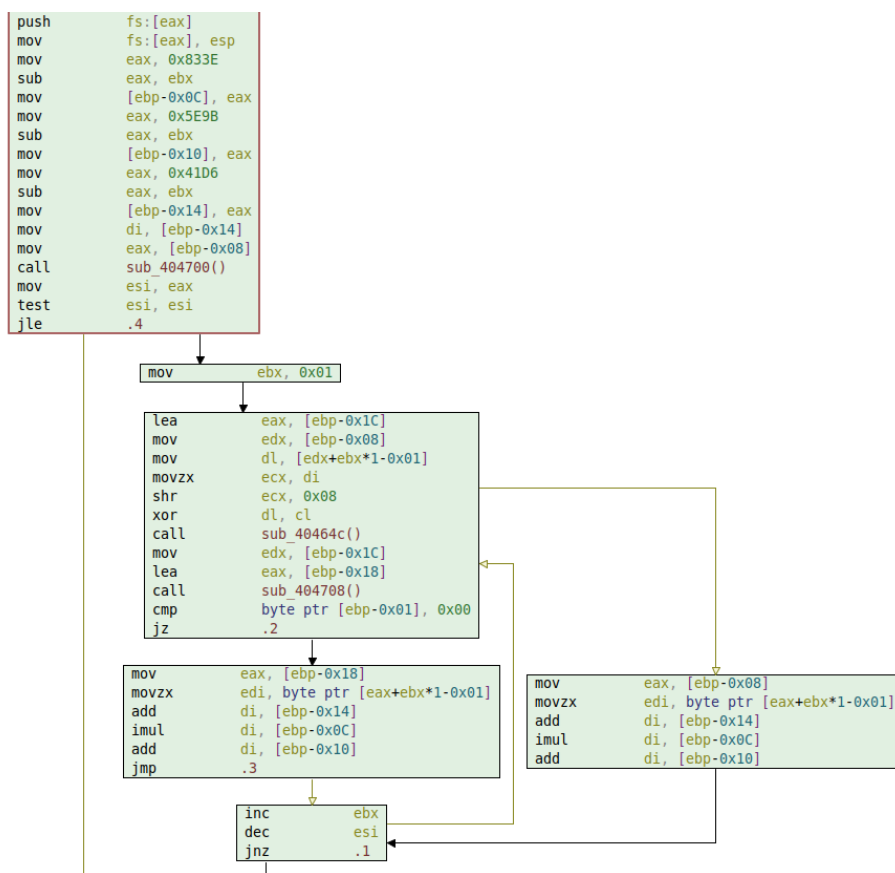 push fs:[eax]
mov fs:[eax], esp
mov eax, 0x833E
sub eax, ebx
mov [ebp-0x0C], eax
mov eax, 0x5E9B
sub eax, ebx
mov [ebp-0x10], eax
mov eax, 0x41D6
sub eax, ebx
mov [ebp-0x14], eax
mov di, [ebp-0x14]
mov eax, [ebp-0x08]
call sub_404700()
mov esi, eax
test esi, esi
jle .4
mov ebx, 0x01
lea eax, [ebp-0x1C]
mov edx, [ebp-0x08]
mov dl, [edx+ebx*1-0x01]
movzx ecx, di
shr ecx, 0x08
xor dl, cl
call sub_40464c()
mov edx, [ebp-0x1C]
lea eax, [ebp-0x18]
call sub_404708()
cmp byte ptr [ebp-0x01], 0x00
jz .2
mov eax, [ebp-0x18]
movzx edi, byte ptr [eax+ebx*1-0x01]
add di, [ebp-0x14]
imul di, [ebp-0x0C]
add di, [ebp-0x10]
jmp .3
mov eax, [ebp-0x08]
movzx edi, byte ptr [eax+ebx*1-0x01]
add di, [ebp-0x14]
imul di, [ebp-0x0C]
add di, [ebp-0x10]
inc ebx
dec esi
jnz .1